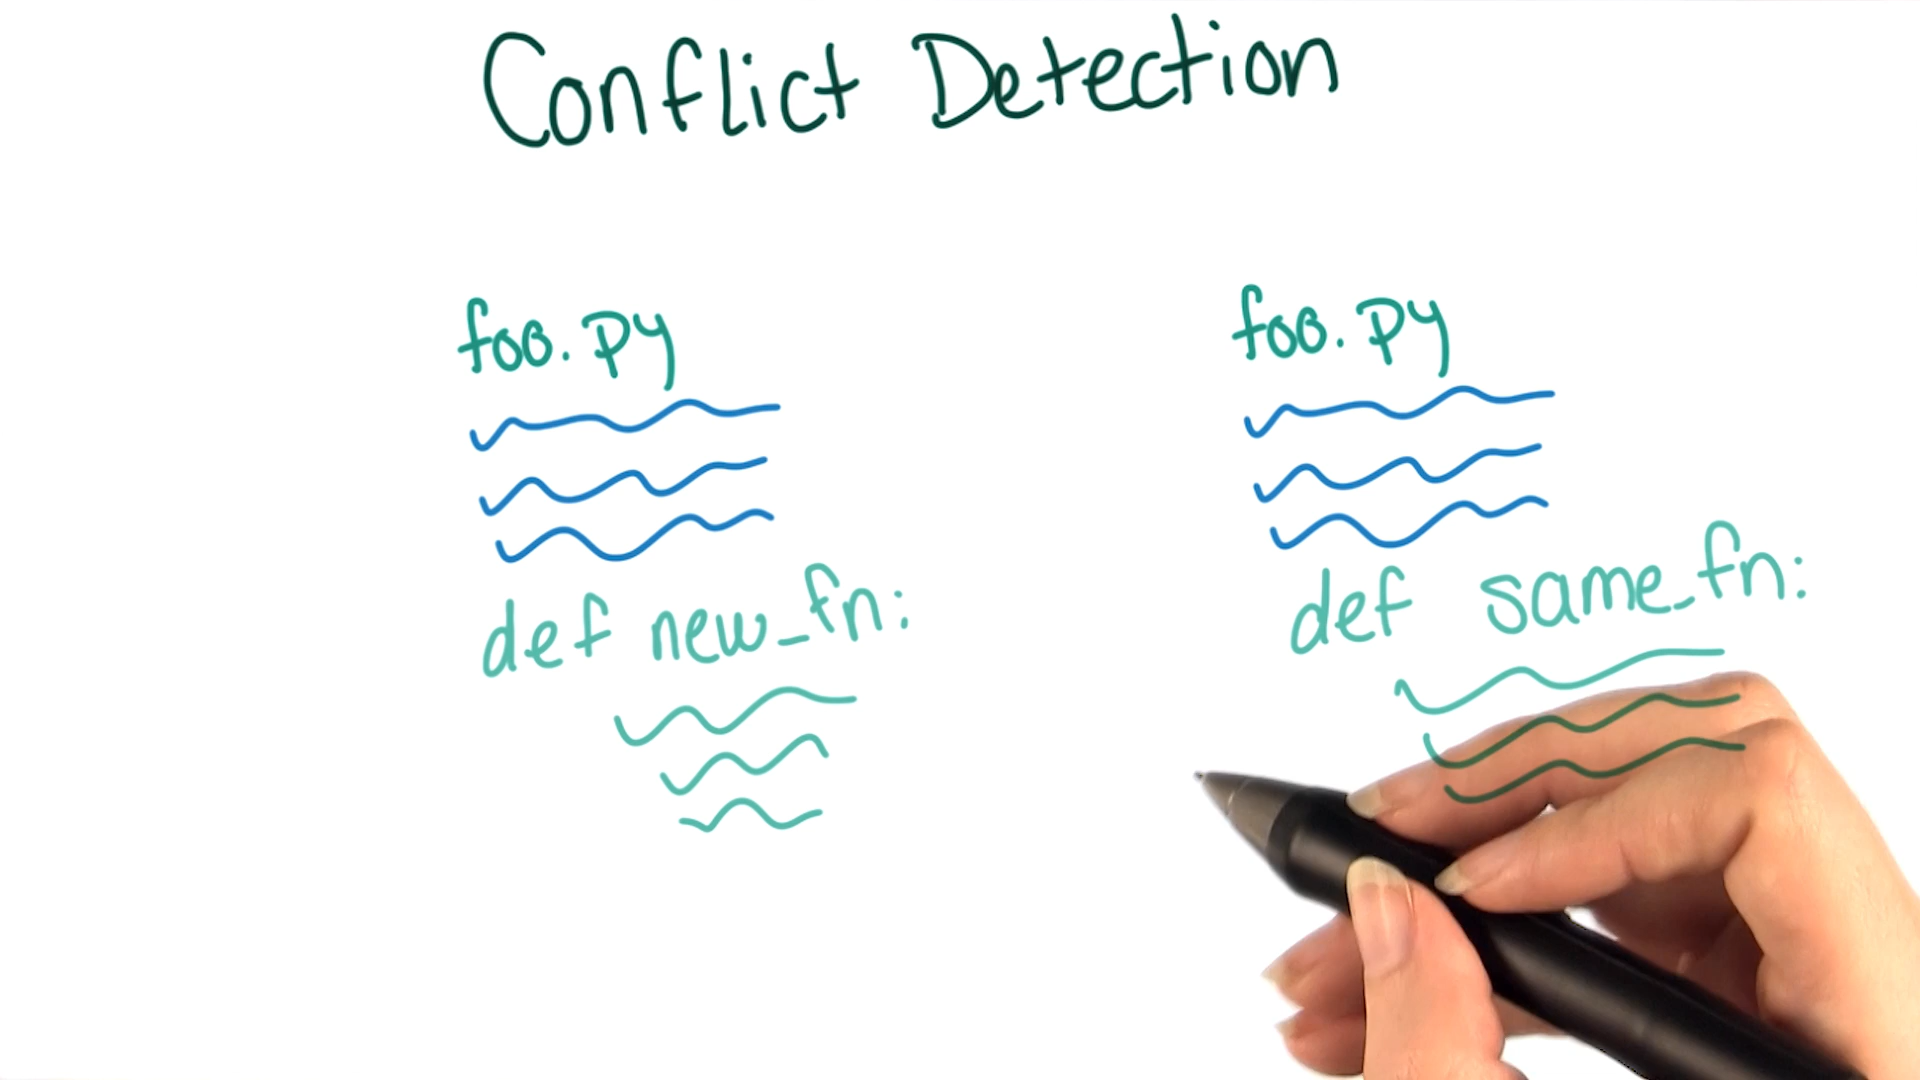 Conflict Detection
foo.py
def new_fn:
foo.py
def same_fn: